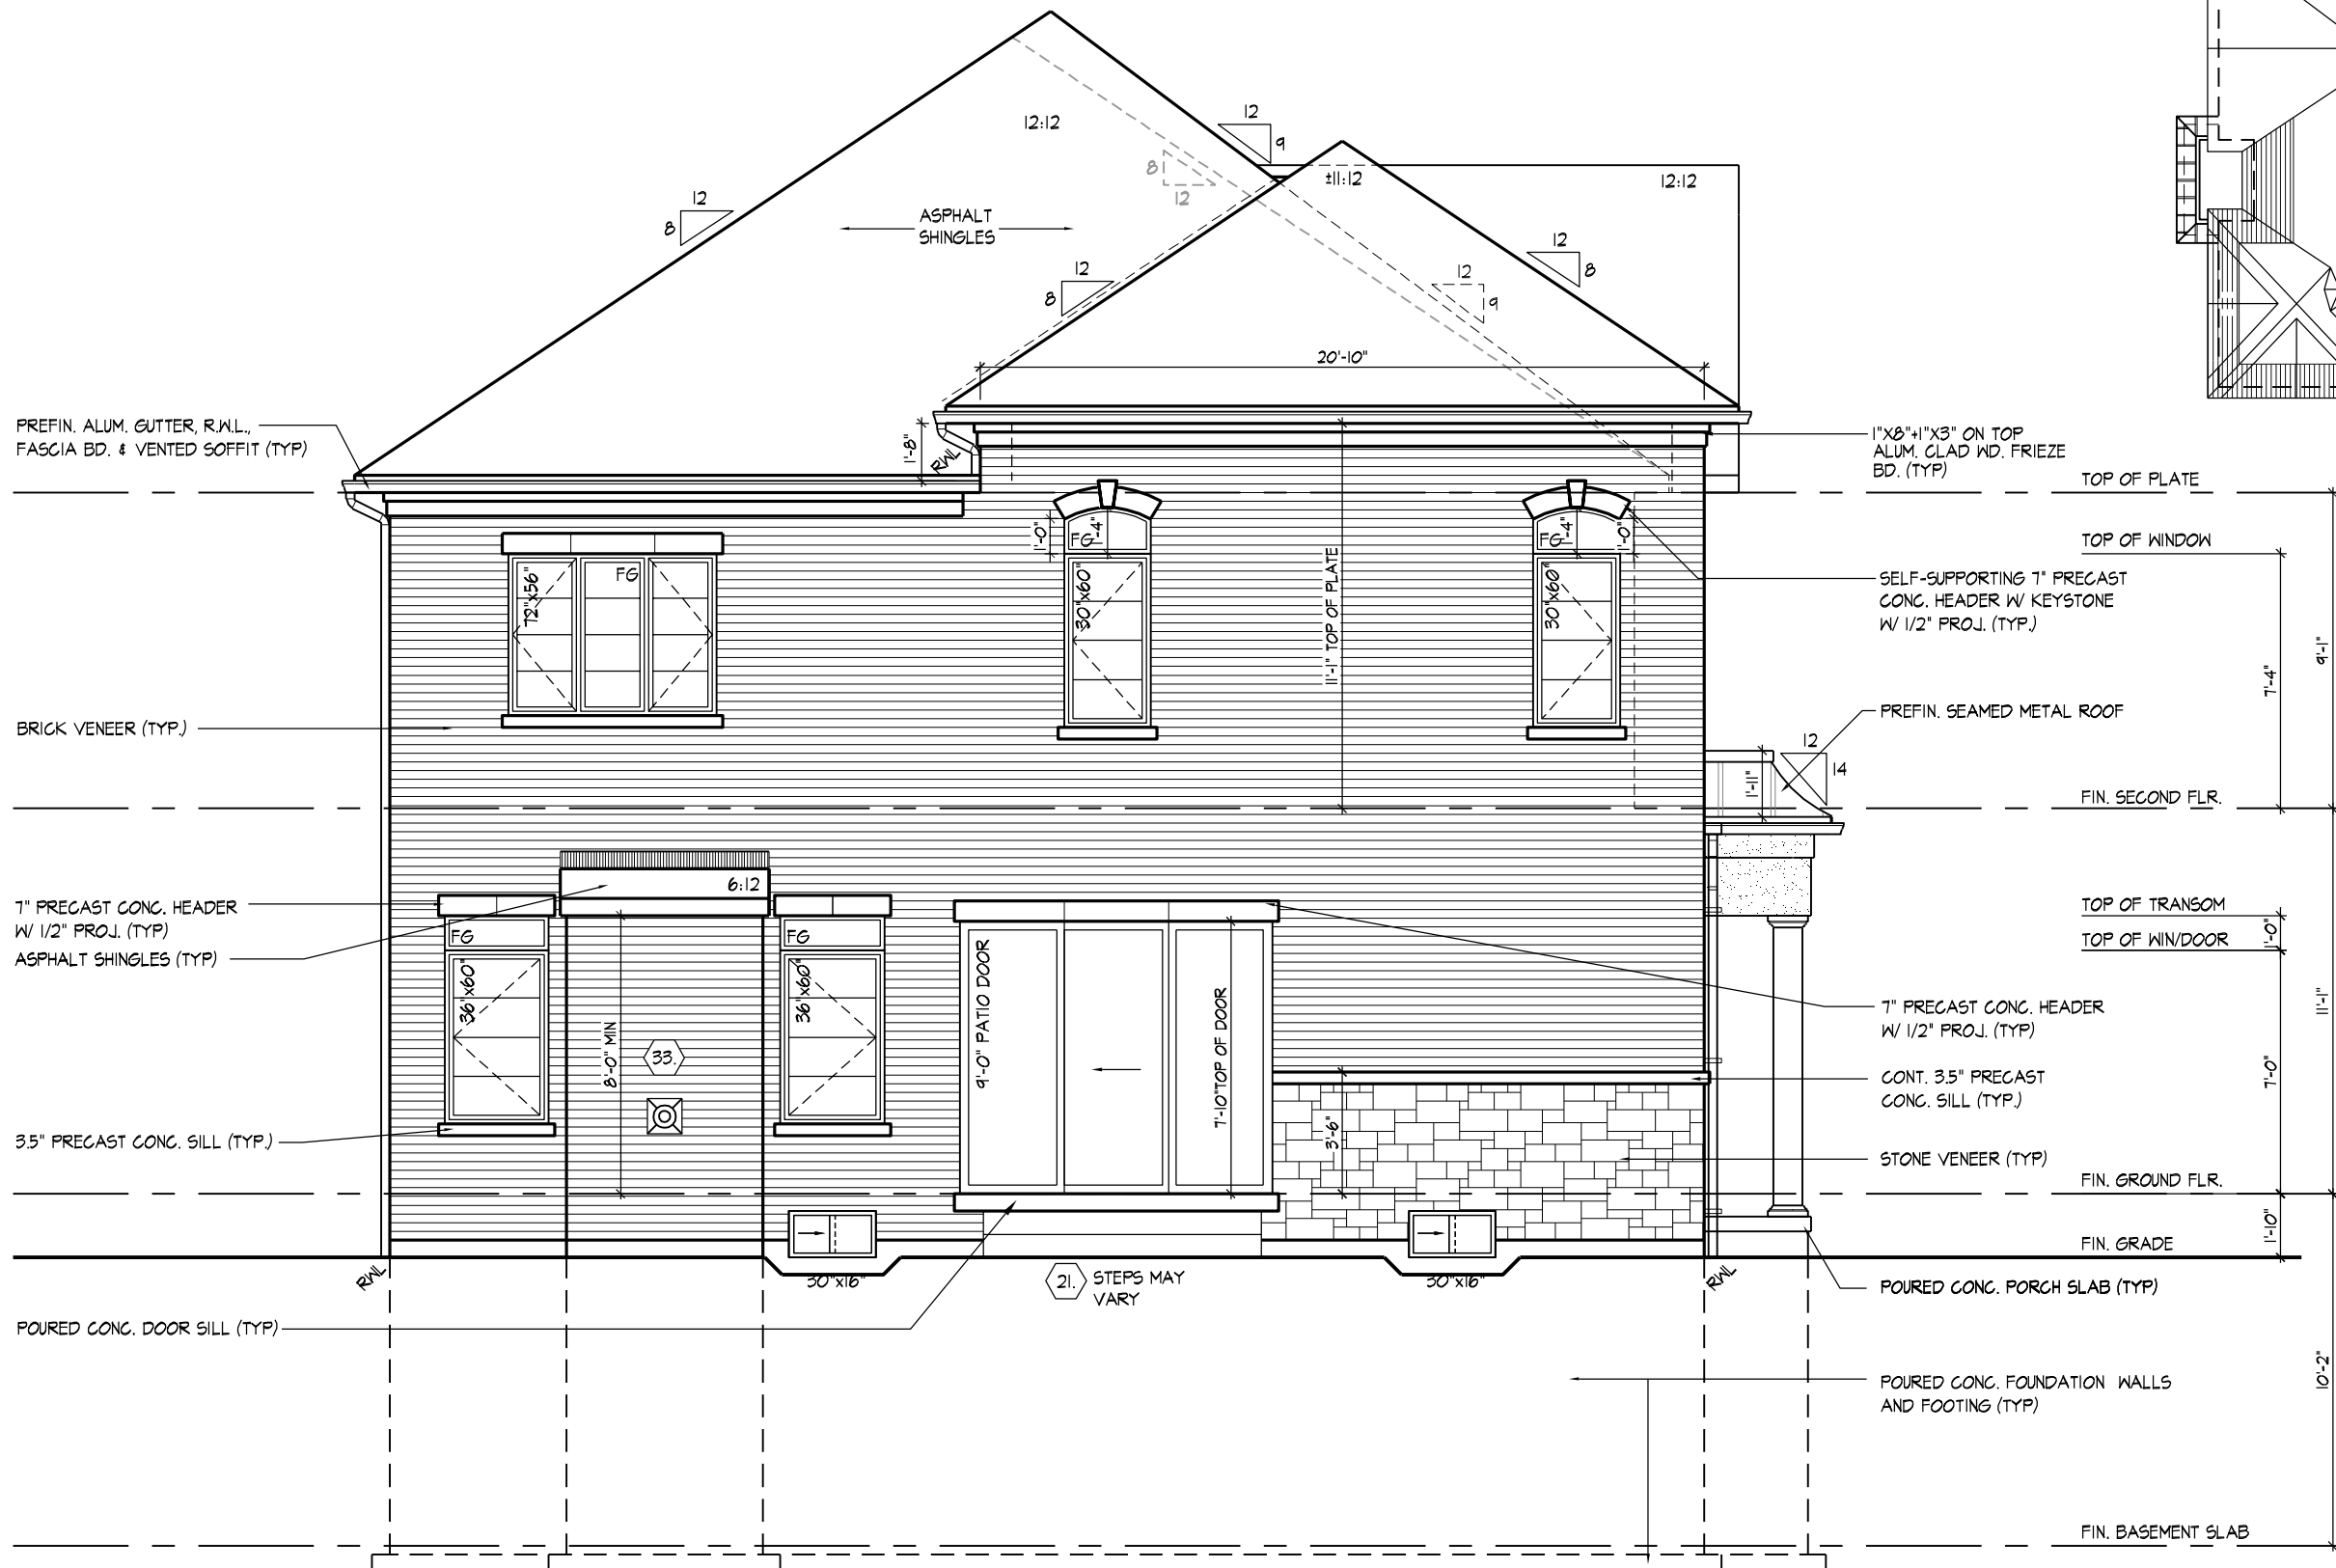 12:12
12
9
8
12
±11:12
12:12
12
8
ASPHALT
SHINGLES
12
8
12
8
12
9
20'-10"
PREFIN. ALUM. GUTTER, R.W.L.,
FASCIA BD. & VENTED SOFFIT (TYP)
1'-8"
RWL
1"X8"+1"X3" ON TOP
ALUM. CLAD WD. FRIEZE
BD. (TYP)
TOP OF PLATE
TOP OF WINDOW
1'-0"
FG
1'-4"
FG
1'-4"
1'-0"
72"x56"
FG
30"x60"
11'-1" TOP OF PLATE
30"x60"
SELF-SUPPORTING 7" PRECAST
CONC. HEADER W/ KEYSTONE
W/ 1/2" PROJ. (TYP.)
9'-1"
7'-4"
BRICK VENEER (TYP.)
PREFIN. SEAMED METAL ROOF
12
14
1'-11"
FIN. SECOND FLR.
6:12
7" PRECAST CONC. HEADER
W/ 1/2" PROJ. (TYP)
ASPHALT SHINGLES (TYP)
FG
FG
TOP OF TRANSOM
TOP OF WIN/DOOR
1'-0"
36"x60"
36"x60"
9'-0" PATIO DOOR
7'-10"TOP OF DOOR
8'-0" MIN
33.
7" PRECAST CONC. HEADER
W/ 1/2" PROJ. (TYP)
11'-1"
7'-0"
CONT. 3.5" PRECAST
CONC. SILL (TYP.)
3'-6"
3.5" PRECAST CONC. SILL (TYP.)
STONE VENEER (TYP)
FIN. GROUND FLR.
1'-10"
FIN. GRADE
RWL
30"x16"
21.
STEPS MAY
VARY
30"x16"
RWL
POURED CONC. PORCH SLAB (TYP)
POURED CONC. DOOR SILL (TYP)
POURED CONC. FOUNDATION WALLS
AND FOOTING (TYP)
10'-2"
FIN. BASEMENT SLAB